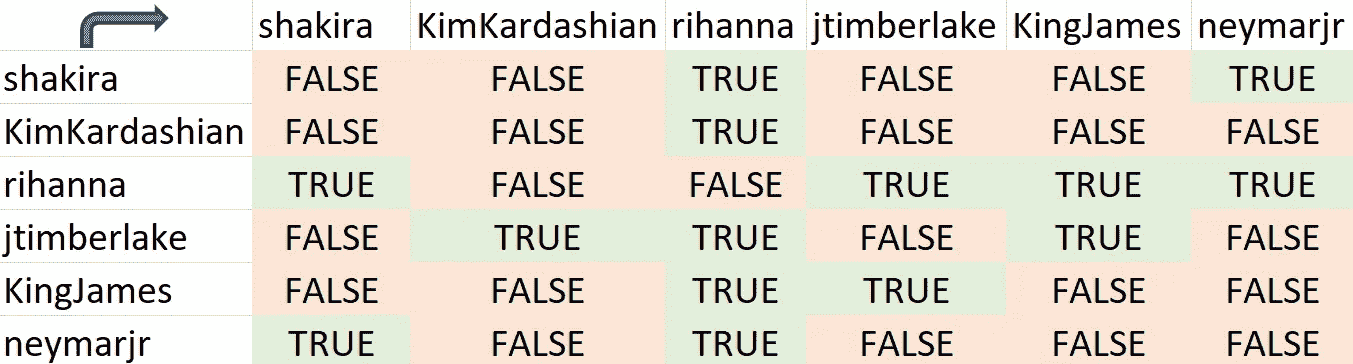 shakira KimKardashian rihanna jtimberlake KingJames neymarjr
shakira FALSE FALSE TRUE FALSE FALSE TRUE
KimKardashian FALSE FALSE TRUE FALSE FALSE FALSE
rihanna TRUE FALSE FALSE TRUE TRUE TRUE
jtimberlake FALSE TRUE TRUE FALSE TRUE FALSE
KingJames FALSE FALSE TRUE TRUE FALSE FALSE
neymarjr TRUE FALSE TRUE FALSE FALSE FALSE